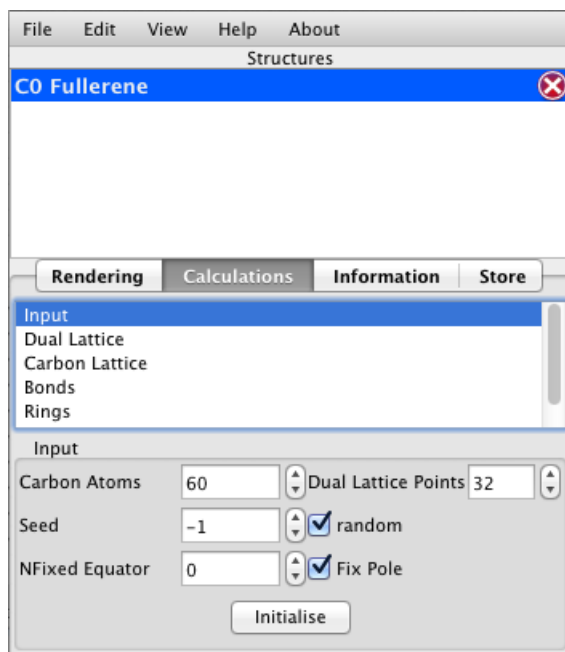 File Edit View Help About
Structures
C0 Fullerene
Rendering Calculations Information Store
Input
Dual Lattice
Carbon Lattice
Bonds
Rings
Input
Carbon Atoms 60 Dual Lattice Points 32
Seed -1 random
NFixed Equator 0 Fix Pole
Initialise